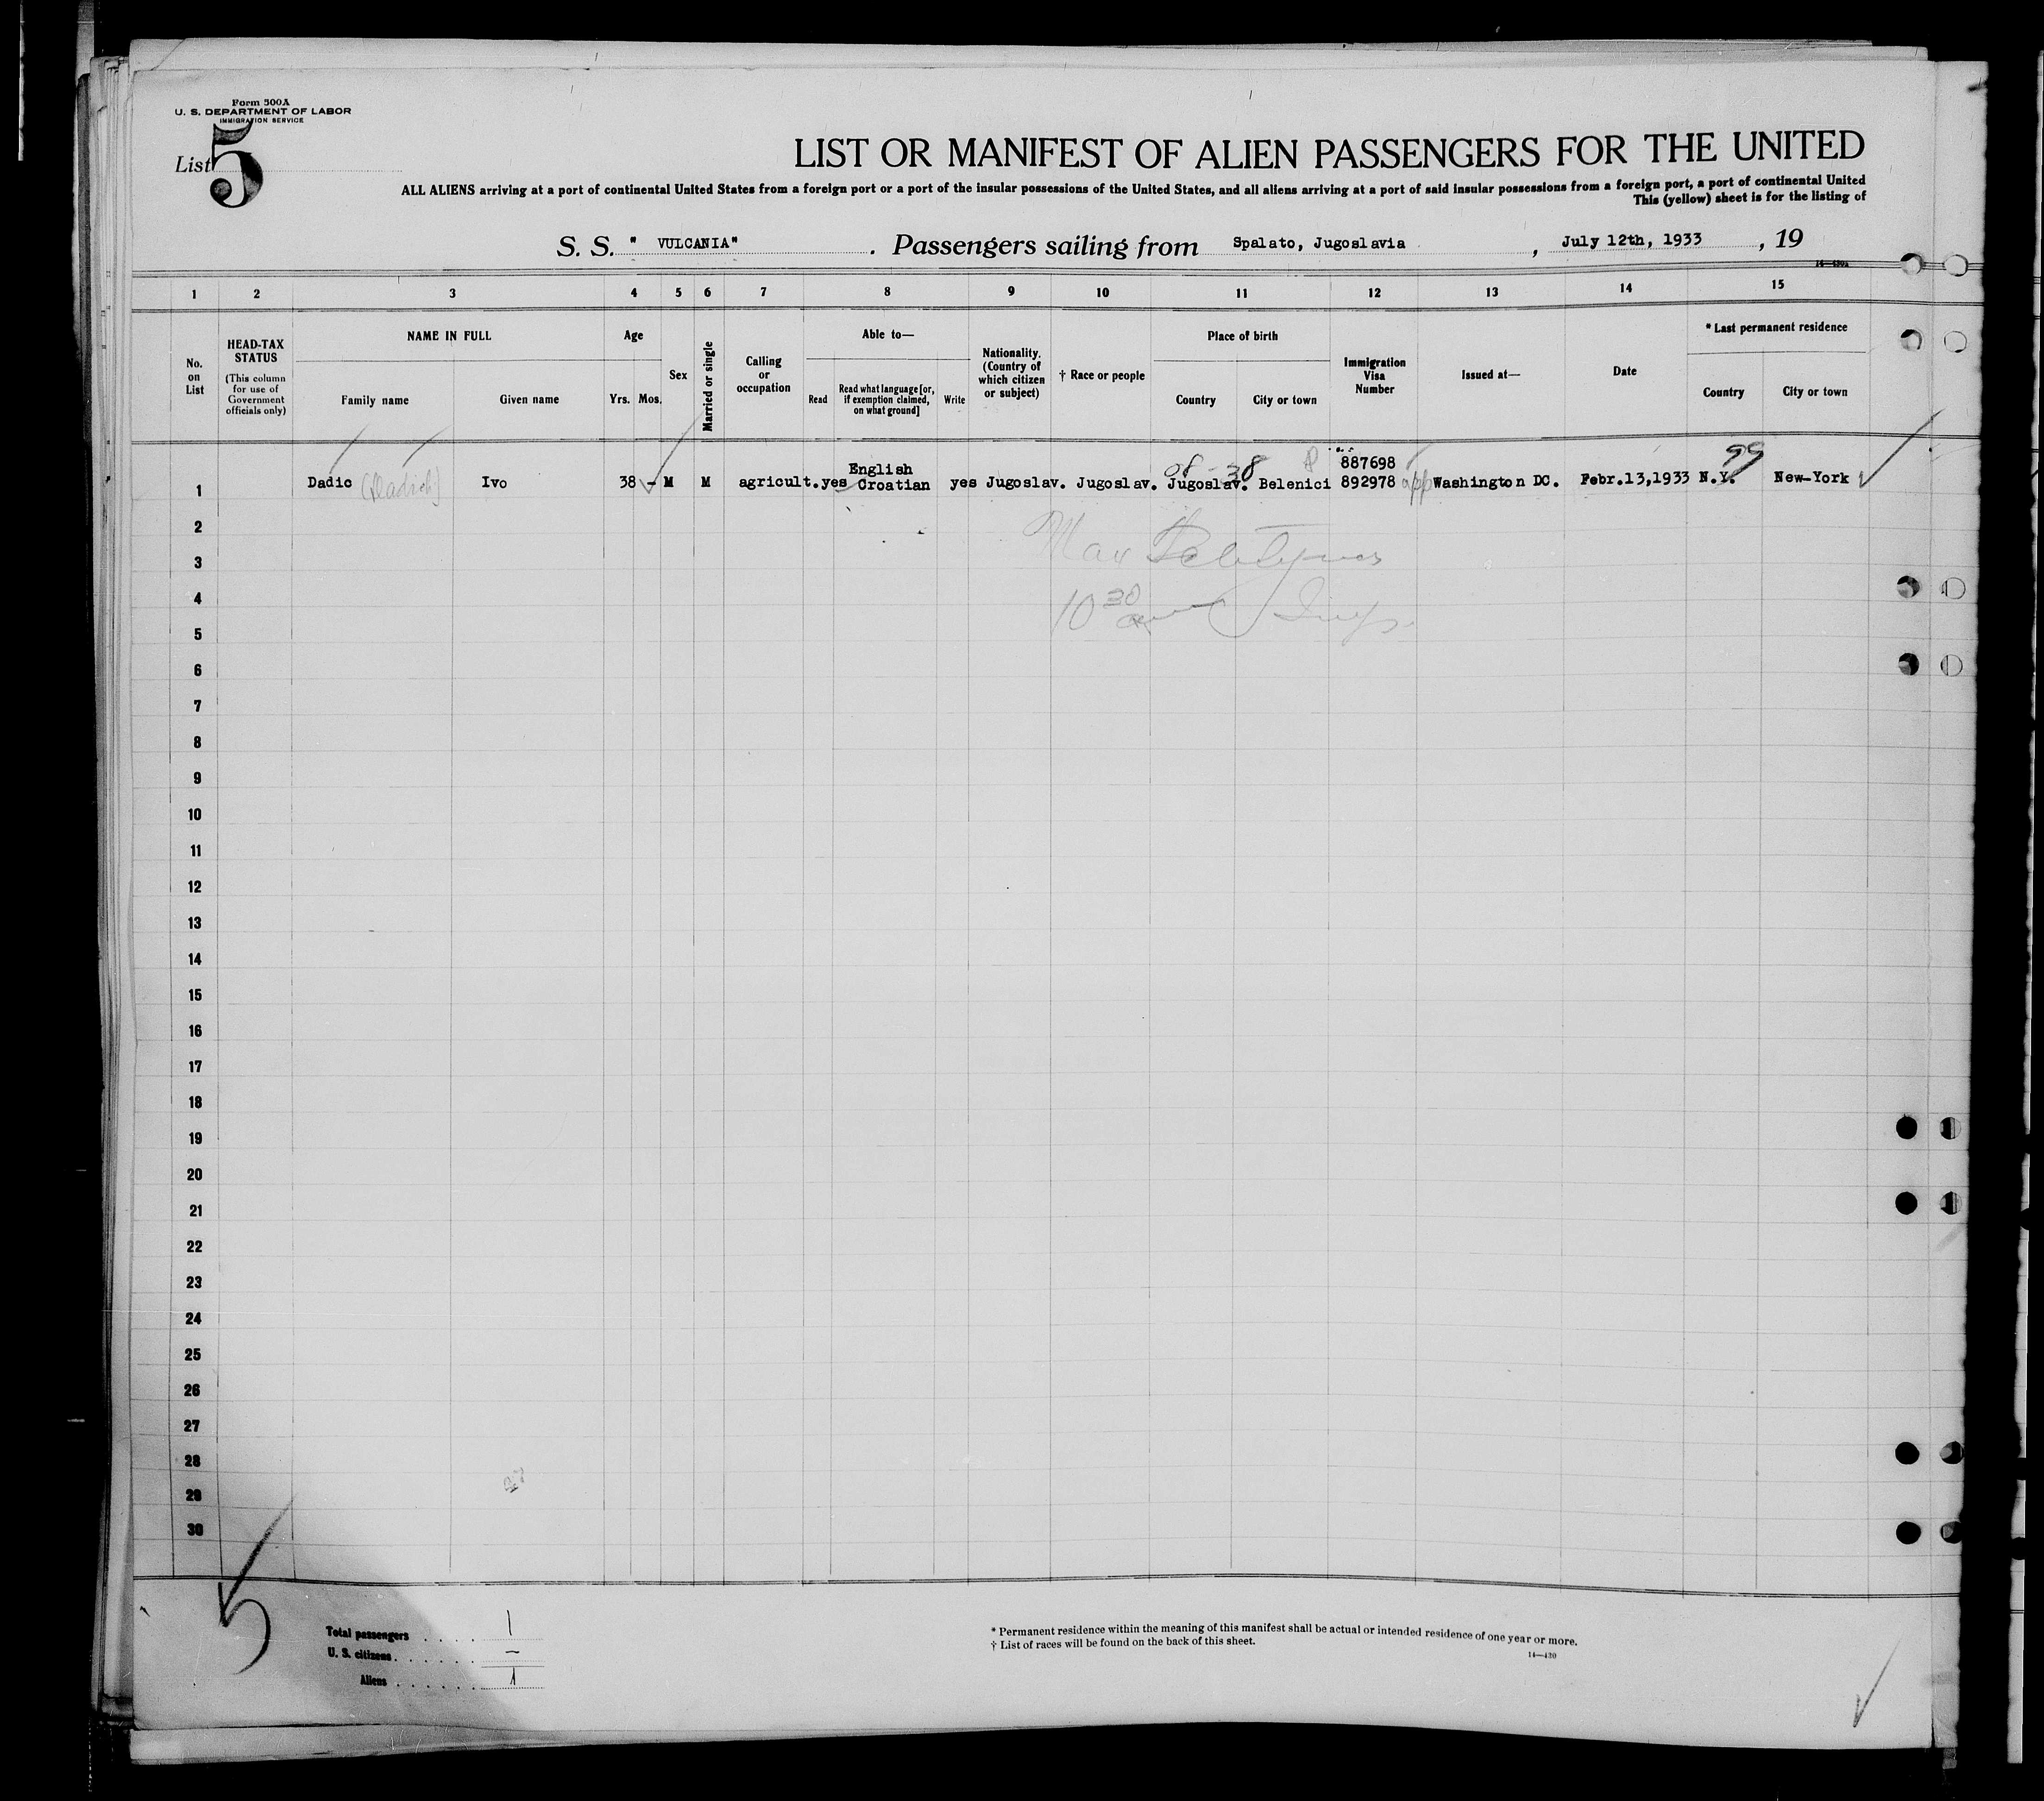 Form 500A
U. S. DEPARTMENT OF LABOR
IMMIGRATION SERVICE
List 5
LIST OR MANIFEST OF ALIEN PASSENGERS FOR THE UNITED
ALL ALIENS arriving at a port of continental United States from a foreign port or a port of the insular possessions of the United States, and all aliens arriving at a port of said insular possessions from a foreign port, a port of continental United
This (yellow) sheet is for the listing of
S. S. " VULCANIA" . Passengers sailing from Spalato, Jugoslavia , July 12th, 1933 , 19
1 2 3 4 5 6 7 8 9 10 11 12 13 14 15
No. on List
HEAD-TAX STATUS
(This column for use of Government officials only)
NAME IN FULL
Family name Given name
Age
Yrs. Mos.
Sex
Married or single
Calling or occupation
Able to—
Read Read what language [or, if exemption claimed, on what ground] Write
Nationality. (Country of which citizen or subject)
† Race or people
Place of birth
Country City or town
Immigration Visa Number
Issued at—
Date
* Last permanent residence
Country City or town
English 38 887698 99
1 Dadic (Dadich) Ivo 38 - M M agricult. yes Croatian yes Jugoslav. Jugoslav. Jugoslav. Belenici 892978 app Washington DC. Febr.13,1933 N.Y. New-York
2
3
10 30 am
4
5
6
7
8
9
10
11
12
13
14
15
16
17
18
19
20
21
22
23
24
25
26
27
28
29
30
5
Total passengers . . . . 1
U. S. citizens . . . . . . –
Aliens . . . . . . 1
* Permanent residence within the meaning of this manifest shall be actual or intended residence of one year or more.
† List of races will be found on the back of this sheet.
14—420